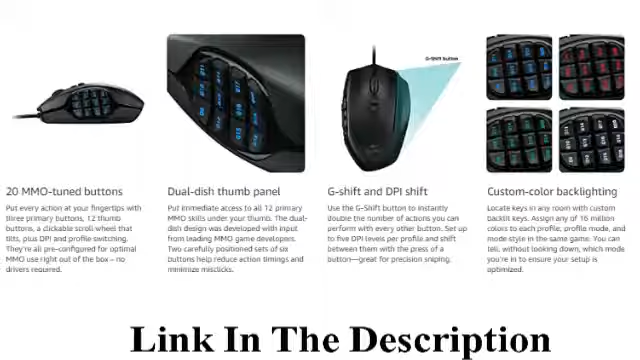 G-Shift button
20 MMO-tuned buttons
Put every action at your fingertips with
three primary buttons, 12 thumb
buttons, a clickable scroll wheel that
tilts, plus DPI and profile-switching.
They're all pre-configured for optimal
MMO use right out of the box – no
drivers required.
Dual-dish thumb panel
Put immediate access to all 12 primary
MMO skills under your thumb. The dual-
dish design was developed with input
from leading MMO game developers.
Two carefully positioned sets of six
buttons help reduce action timings and
minimize misclicks.
G-shift and DPI shift
Use the G-Shift button to instantly
double the number of actions you can
perform with every other button. Set up
to five DPI levels per profile and shift
between them with the press of a
button—great for precision sniping.
Custom-color backlighting
Locate keys in any room with custom
backlit keys. Assign any of 16 million
colors to each profile, profile mode, and
mode style in the same game. You can
tell, without looking down, which mode
you're in to ensure your setup is
optimized.
Link In The Description